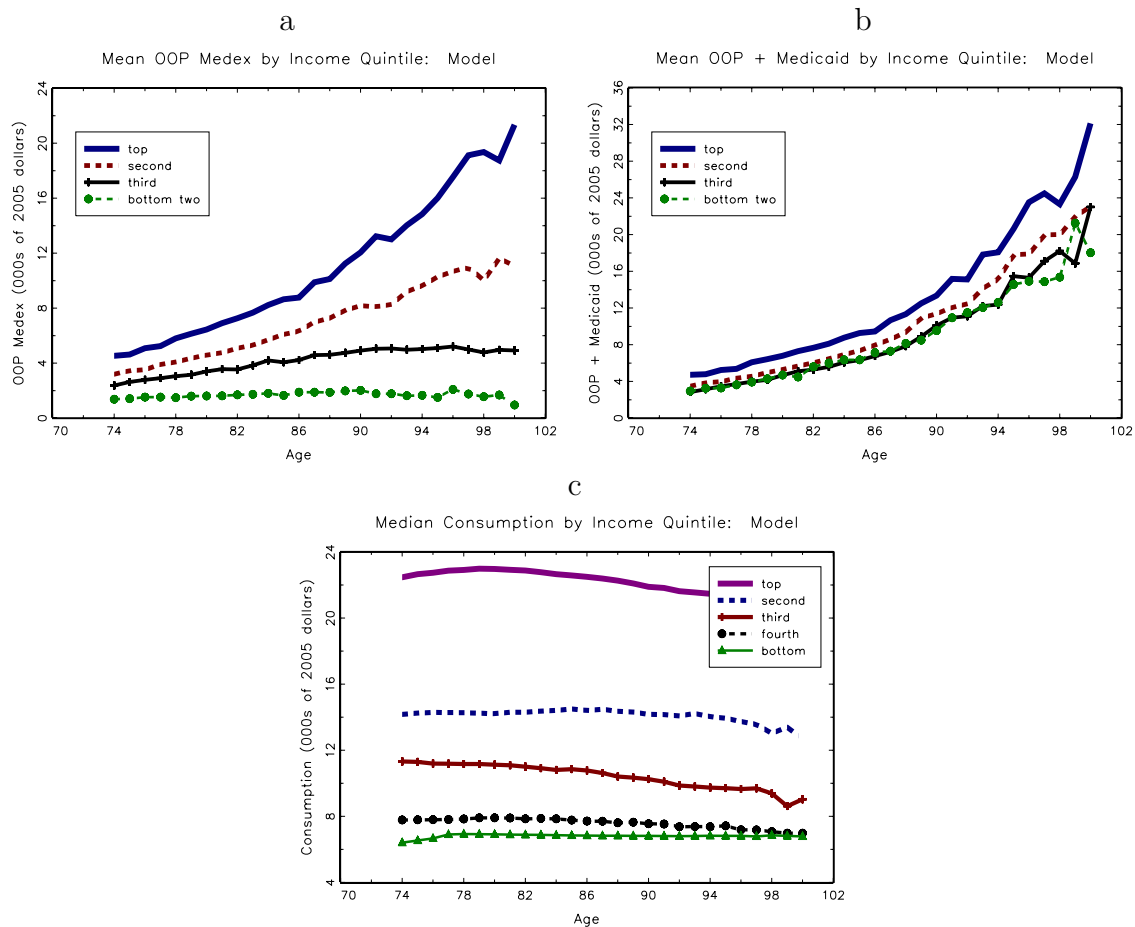 a
Mean OOP Medex by Income Quintile: Model
OOP Medex (000s of 2005 dollars)
24
20
16
12
8
4
0
top
second
third
bottom two
70 74 78 82 86 90 94 98 102
Age
b
Mean OOP + Medicaid by Income Quintile: Model
OOP + Medicaid (000s of 2005 dollars)
36
32
28
24
20
16
12
8
4
0
top
second
third
bottom two
70 74 78 82 86 90 94 98 102
Age
c
Median Consumption by Income Quintile: Model
Consumption (000s of 2005 dollars)
24
20
16
12
8
4
top
second
third
fourth
bottom
70 74 78 82 86 90 94 98 102
Age